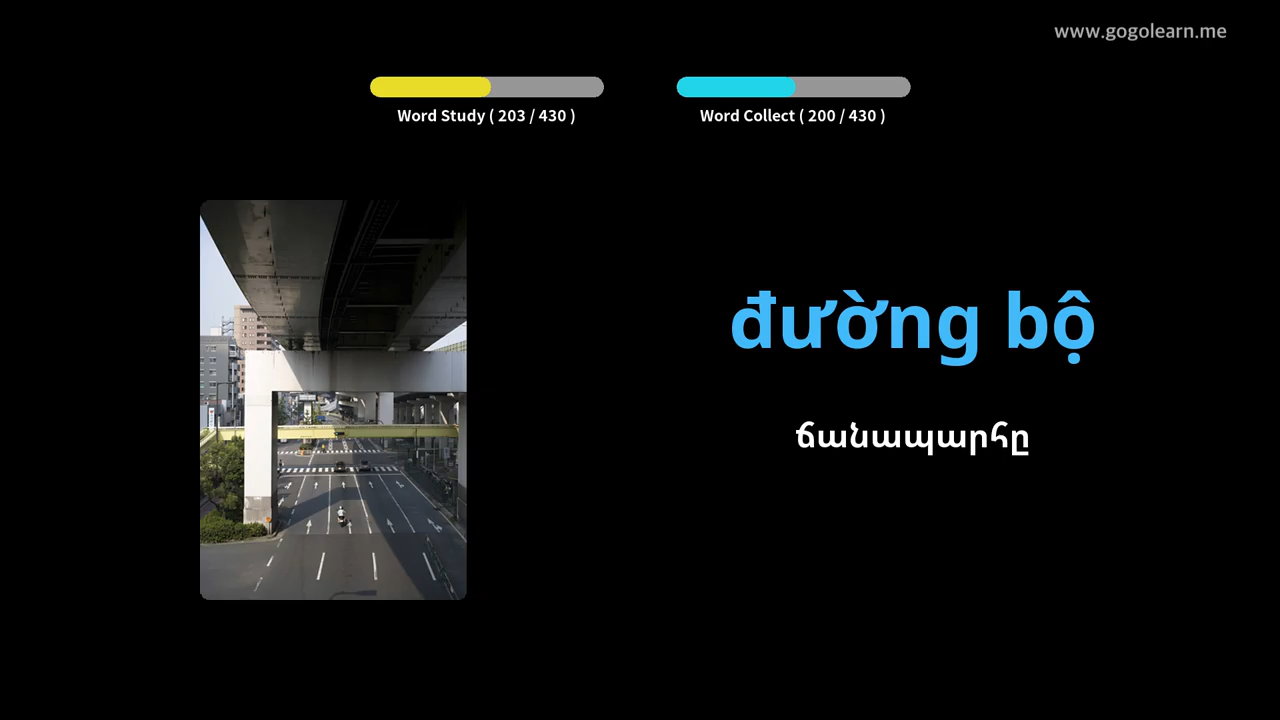 www.gogolearn.me
Word Study ( 203 / 430 )
Word Collect ( 200 / 430 )
đường bộ
ճանապարհը